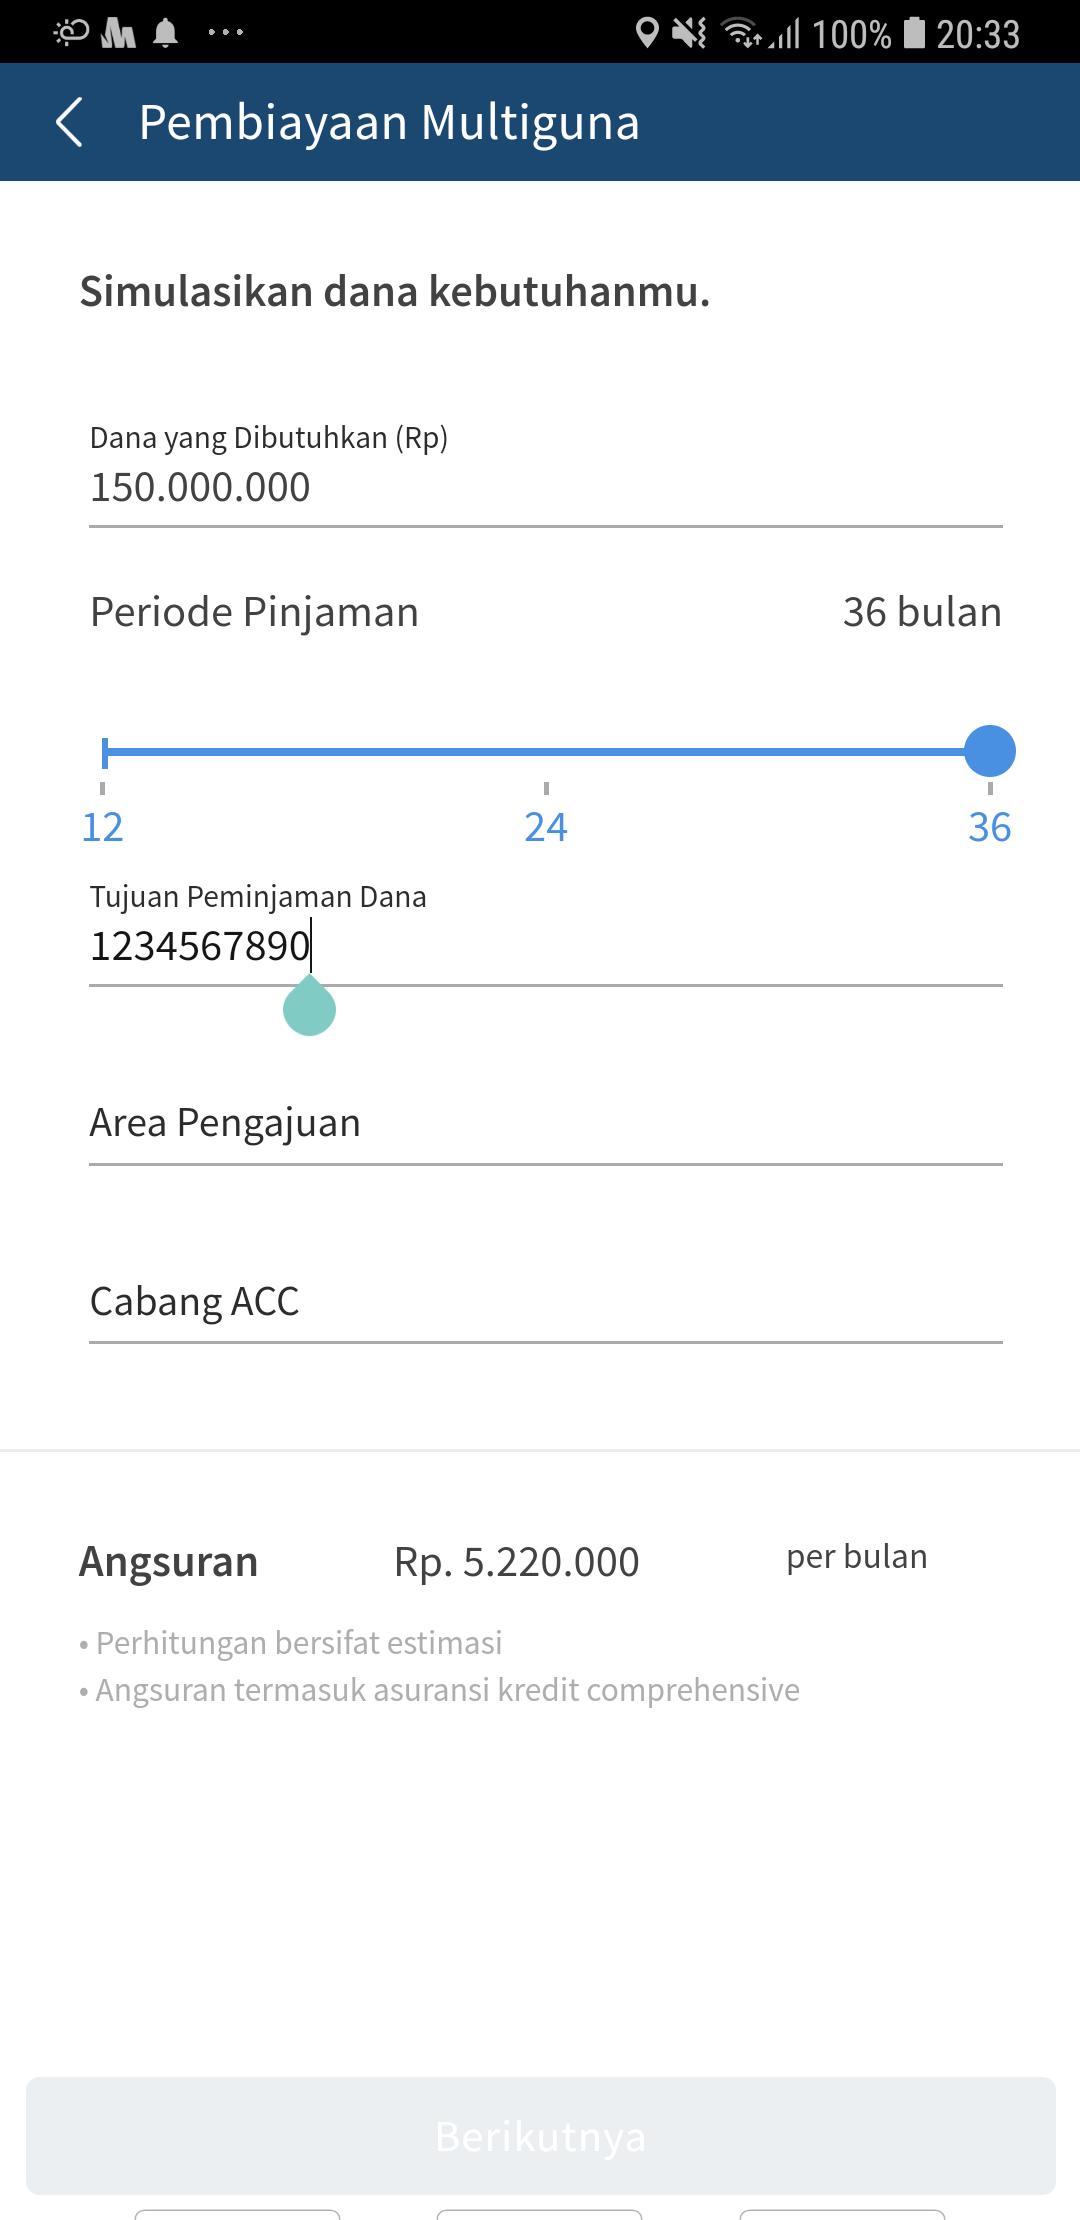 100% 20:33
Pembiayaan Multiguna
Simulasikan dana kebutuhanmu.
Dana yang Dibutuhkan (Rp)
150.000.000
Periode Pinjaman 36 bulan
12 24 36
Tujuan Peminjaman Dana
1234567890
Area Pengajuan
Cabang ACC
Angsuran Rp. 5.220.000 per bulan
• Perhitungan bersifat estimasi
• Angsuran termasuk asuransi kredit comprehensive
Berikutnya